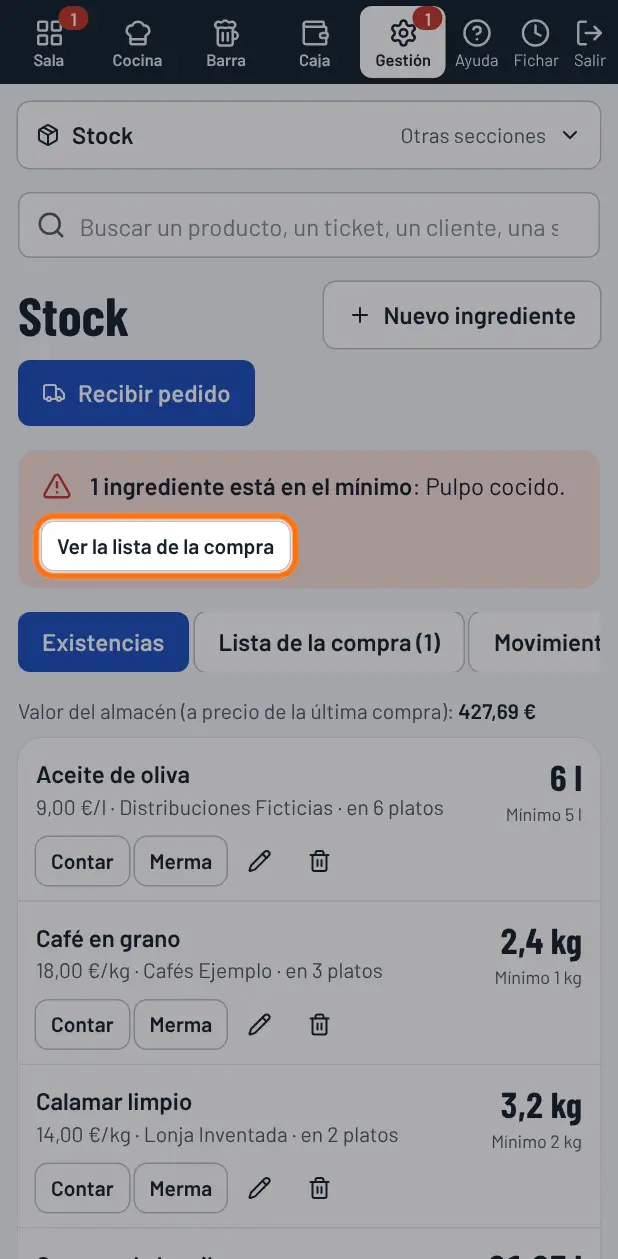 1
1
Sala
Cocina
Barra
Caja
Gestión
Ayuda
Fichar
Salir
Stock
Otras secciones
Buscar un producto, un ticket, un cliente, una s
Stock
+ Nuevo ingrediente
Recibir pedido
1 ingrediente está en el mínimo: Pulpo cocido.
Ver la lista de la compra
Existencias
Lista de la compra (1)
Movimient
Valor del almacén (a precio de la última compra): 427,69 €
Aceite de oliva
6 l
9,00 €/l · Distribuciones Ficticias · en 6 platos
Mínimo 5 l
Contar
Merma
Café en grano
2,4 kg
18,00 €/kg · Cafés Ejemplo · en 3 platos
Mínimo 1 kg
Contar
Merma
Calamar limpio
3,2 kg
14,00 €/kg · Lonja Inventada · en 2 platos
Mínimo 2 kg
Contar
Merma